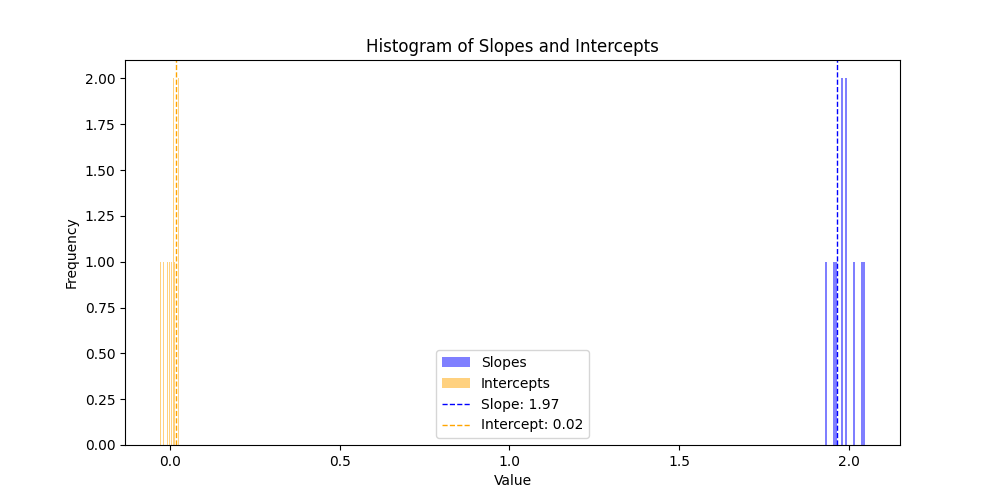 Histogram of Slopes and Intercepts
Frequency
2.00
1.75
1.50
1.25
1.00
0.75
0.50
0.25
0.00
Slopes
Intercepts
Slope: 1.97
Intercept: 0.02
0.0 0.5 1.0 1.5 2.0
Value